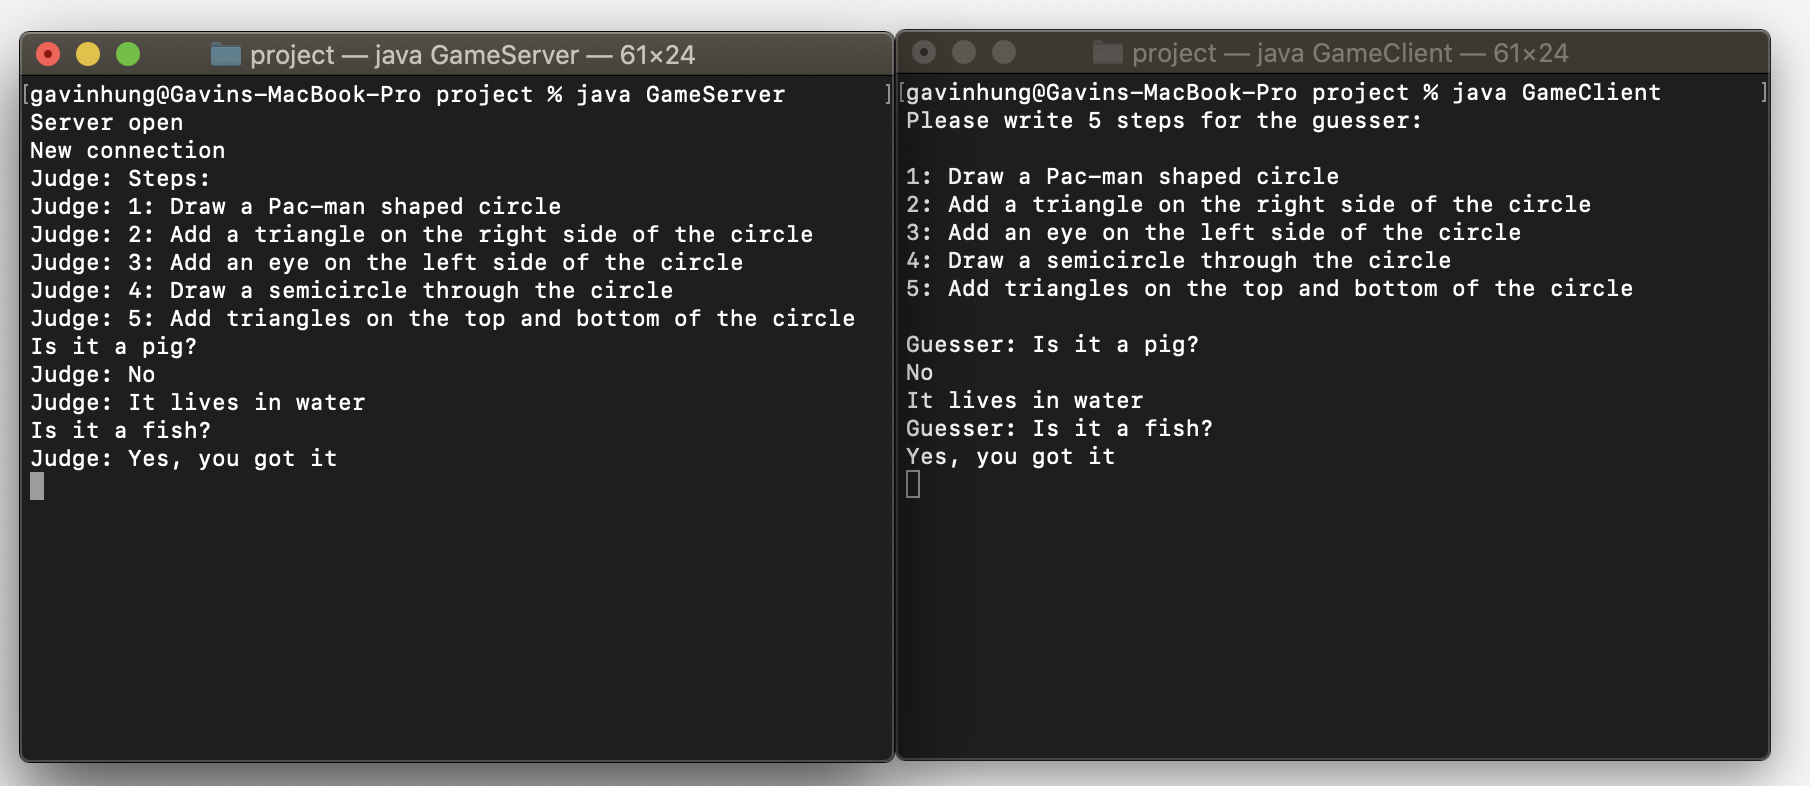 project — java GameServer — 61×24
[gavinhung@Gavins-MacBook-Pro project % java GameServer ]
Server open
New connection
Judge: Steps:
Judge: 1: Draw a Pac-man shaped circle
Judge: 2: Add a triangle on the right side of the circle
Judge: 3: Add an eye on the left side of the circle
Judge: 4: Draw a semicircle through the circle
Judge: 5: Add triangles on the top and bottom of the circle
Is it a pig?
Judge: No
Judge: It lives in water
Is it a fish?
Judge: Yes, you got it
project — java GameClient — 61×24
[gavinhung@Gavins-MacBook-Pro project % java GameClient ]
Please write 5 steps for the guesser:
1: Draw a Pac-man shaped circle
2: Add a triangle on the right side of the circle
3: Add an eye on the left side of the circle
4: Draw a semicircle through the circle
5: Add triangles on the top and bottom of the circle
Guesser: Is it a pig?
No
It lives in water
Guesser: Is it a fish?
Yes, you got it